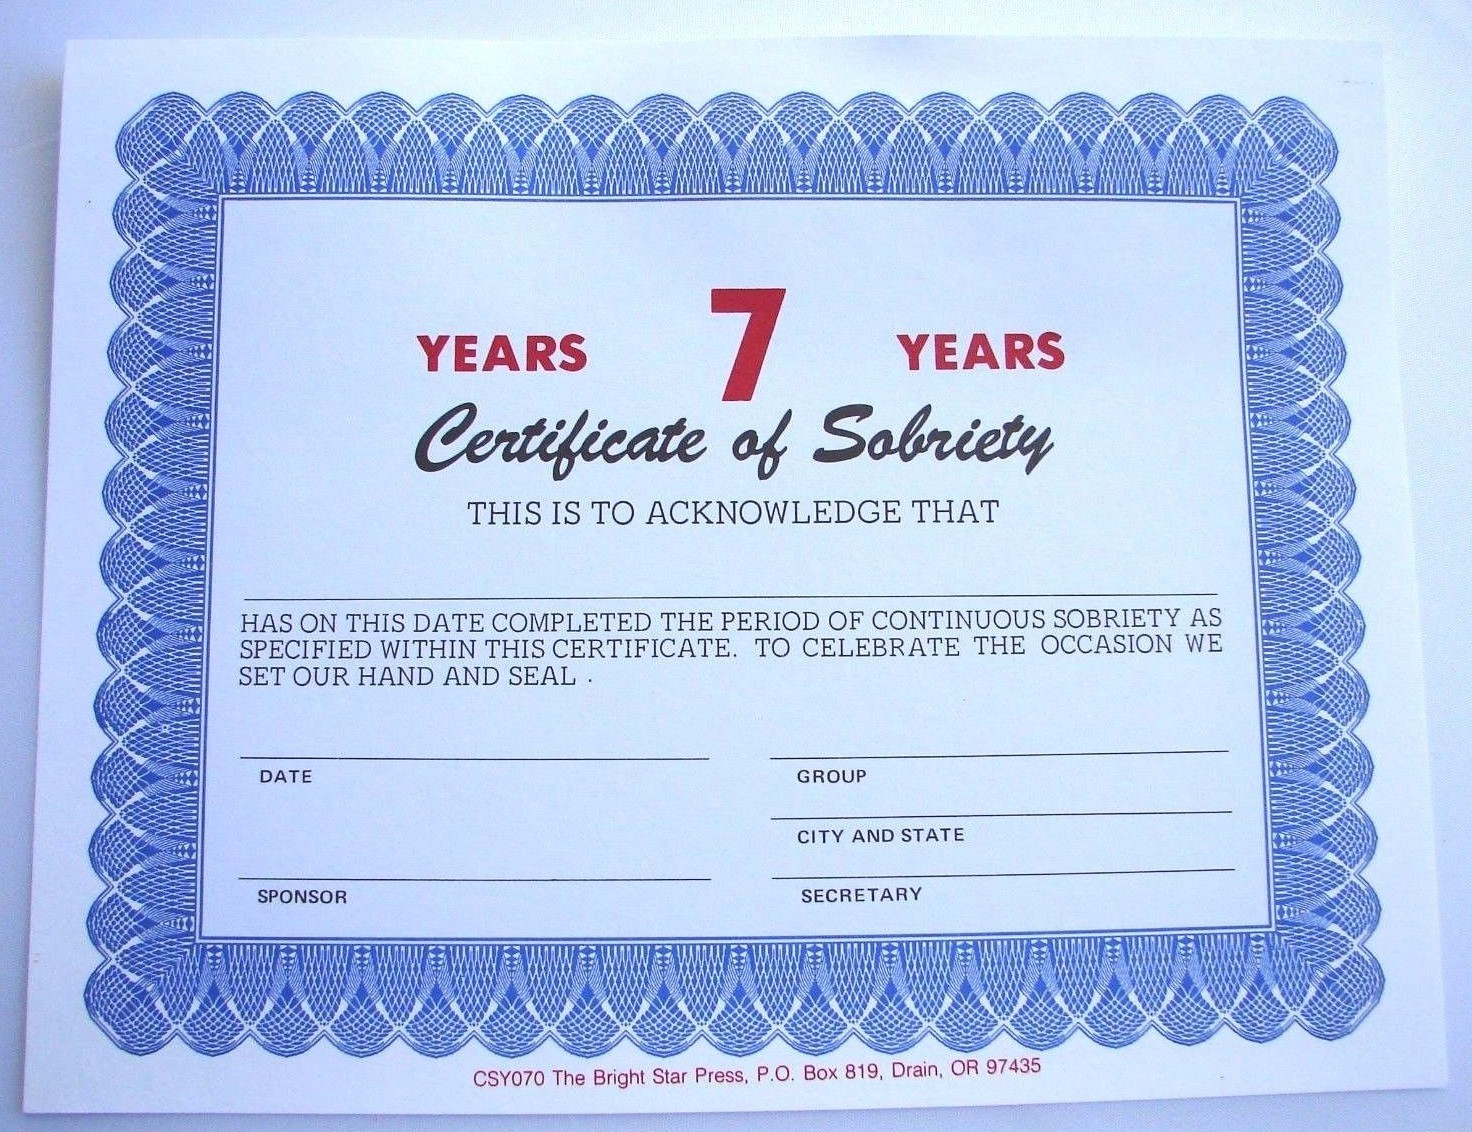 YEARS 7 YEARS
Certificate of Sobriety
THIS IS TO ACKNOWLEDGE THAT
HAS ON THIS DATE COMPLETED THE PERIOD OF CONTINUOUS SOBRIETY AS
SPECIFIED WITHIN THIS CERTIFICATE. TO CELEBRATE THE OCCASION WE
SET OUR HAND AND SEAL .
DATE
GROUP
CITY AND STATE
SPONSOR
SECRETARY
CSY070 The Bright Star Press, P.O. Box 819, Drain, OR 97435